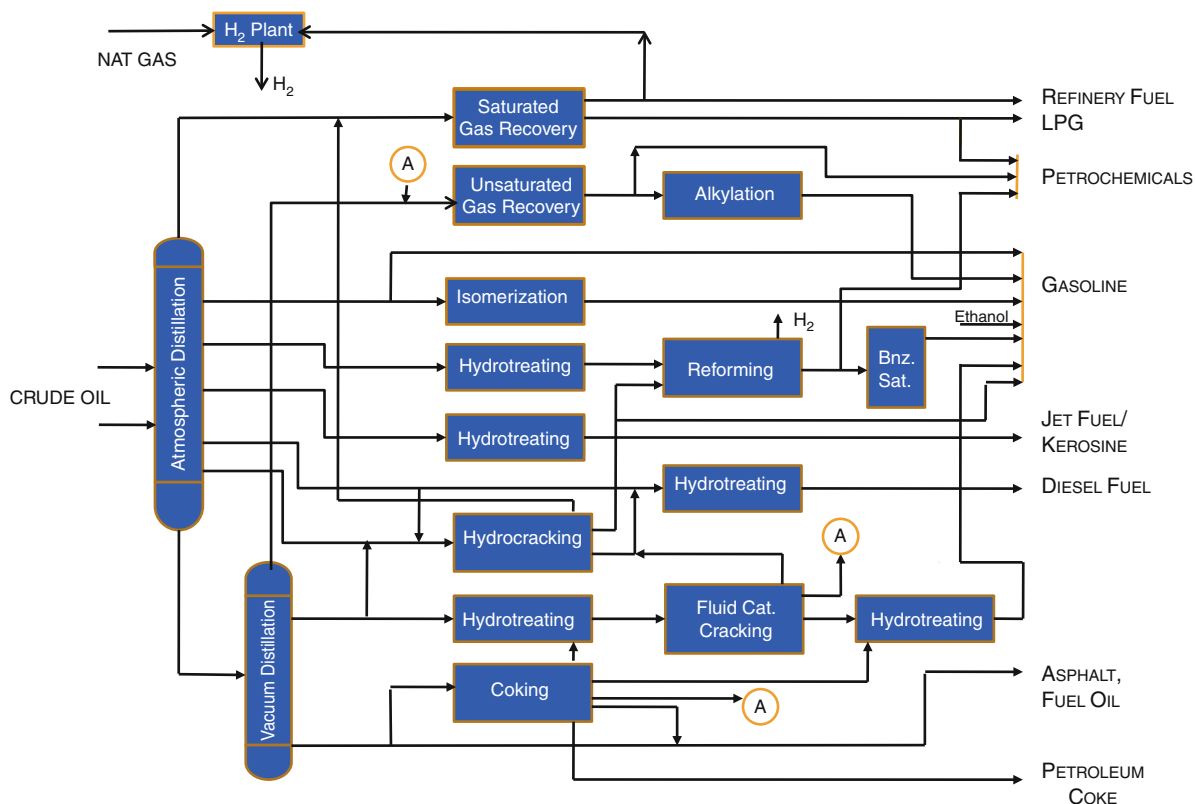 H₂ Plant
NAT GAS
H₂
Saturated
Gas Recovery
REFINERY FUEL
LPG
A
Unsaturated
Gas Recovery
Alkylation
PETROCHEMICALS
Isomerization
GASOLINE
H₂
Ethanol
Atmospheric Distillation
Hydrotreating
Reforming
Bnz.
Sat.
CRUDE OIL
Hydrotreating
JET FUEL/
KEROSINE
Hydrotreating
DIESEL FUEL
Hydrocracking
A
Vacuum Distillation
Hydrotreating
Fluid Cat.
Cracking
Hydrotreating
Coking
A
ASPHALT,
FUEL OIL
PETROLEUM
COKE